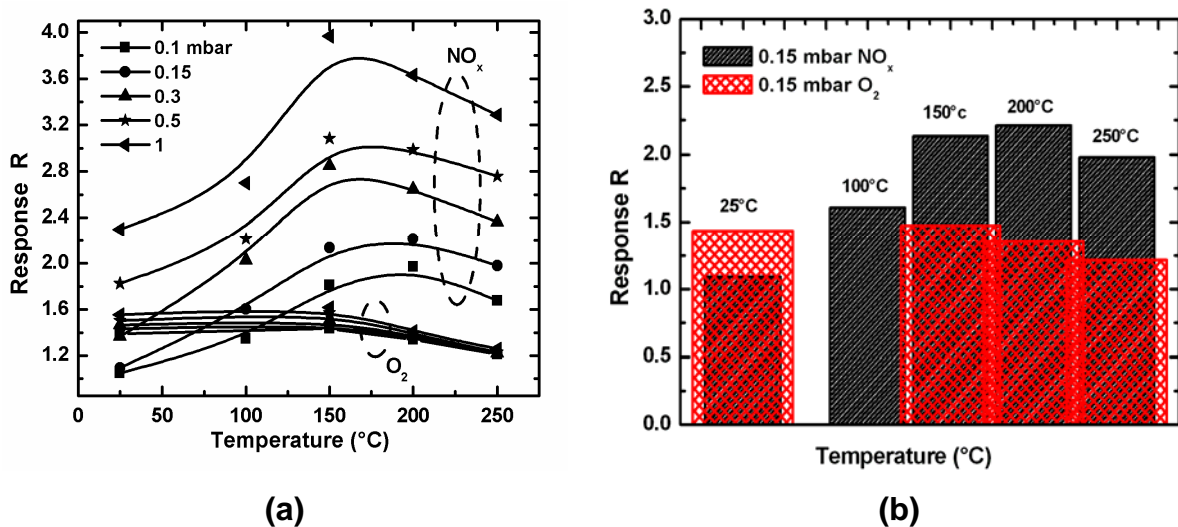 4.0
3.6
3.2
2.8
2.4
2.0
1.6
1.2
Response R
0.1 mbar
0.15
0.3
0.5
1
NOₓ
O₂
0 50 100 150 200 250
Temperature (°C)
(a)
3.0
2.5
2.0
1.5
1.0
0.5
0.0
Response R
0.15 mbar NOₓ
0.15 mbar O₂
25°C
100°C
150°c
200°C
250°C
Temperature (°C)
(b)